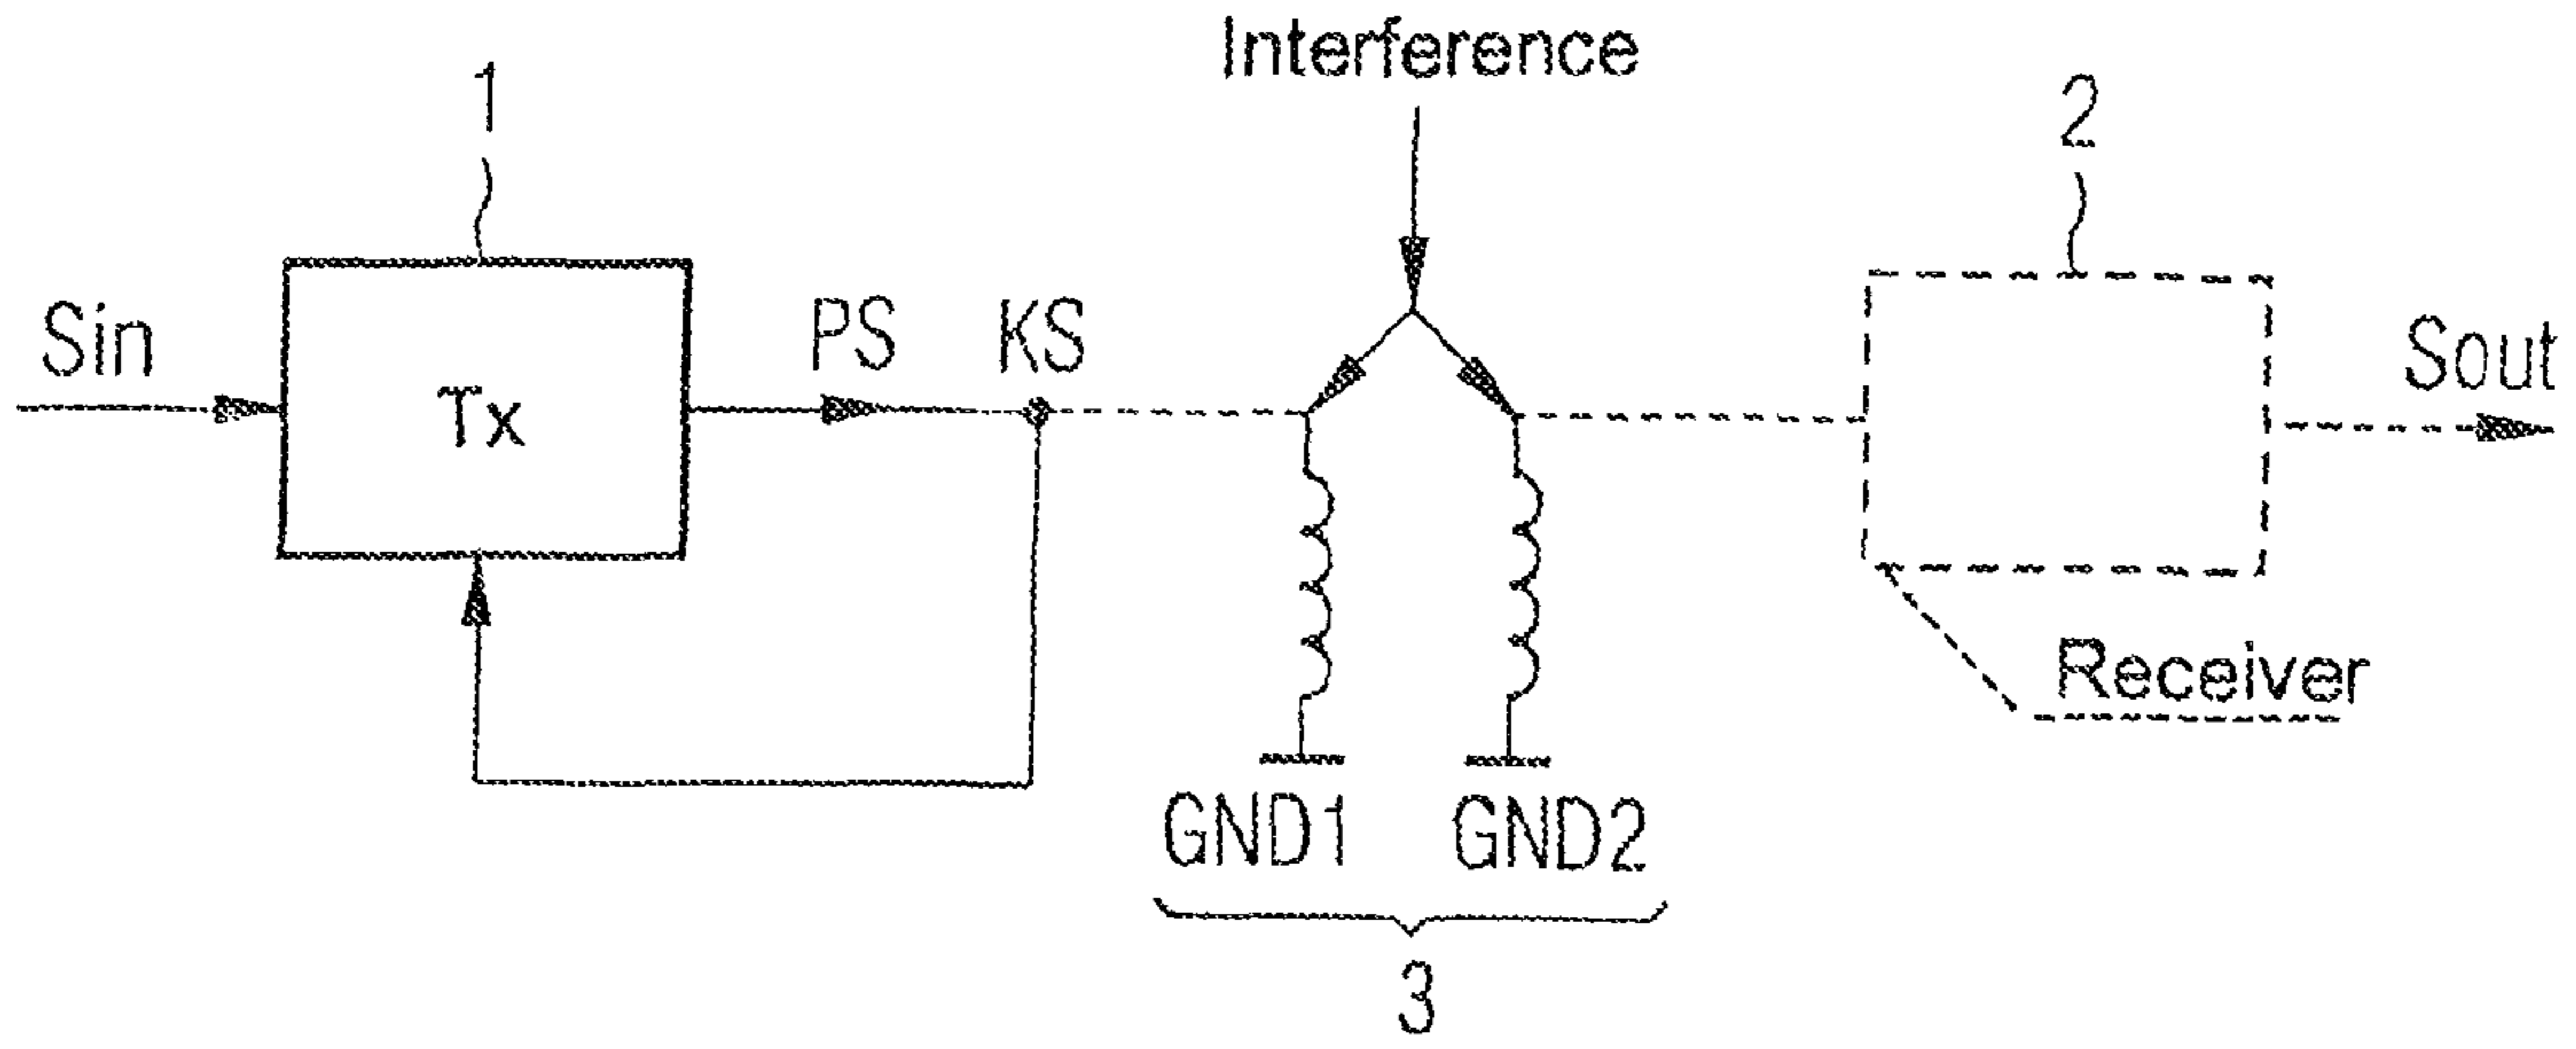 Interference
1
2
Sin
Tx
PS
KS
Sout
Receiver
GND1
GND2
3